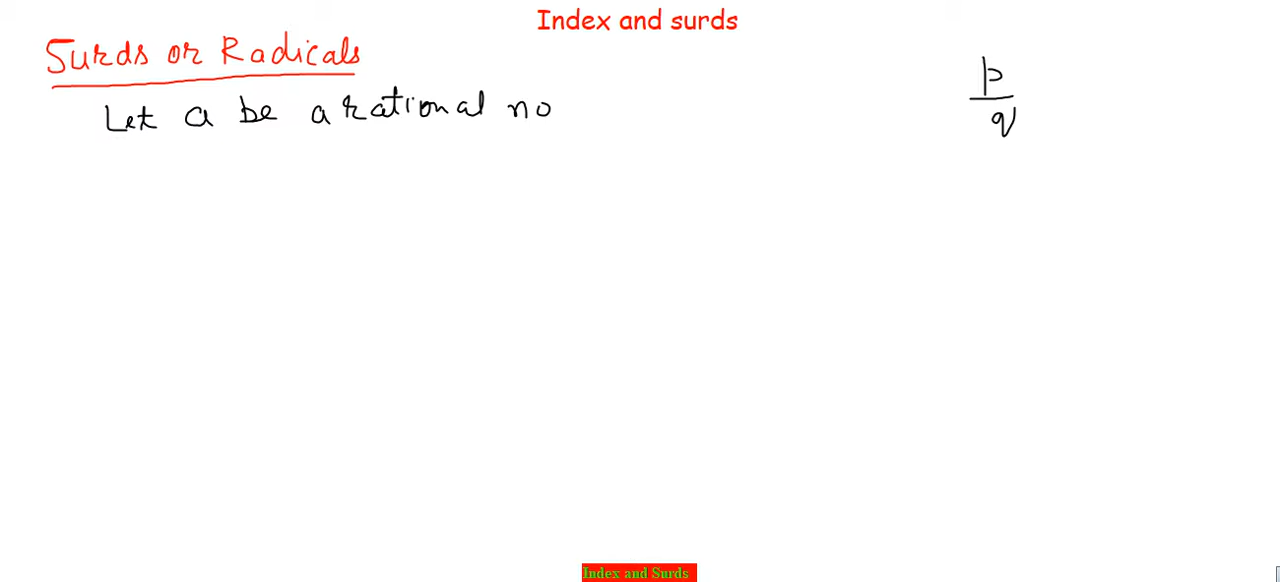 Index and surds
Surds or Radicals
Let a be a rational no
p
q
Index and Surds